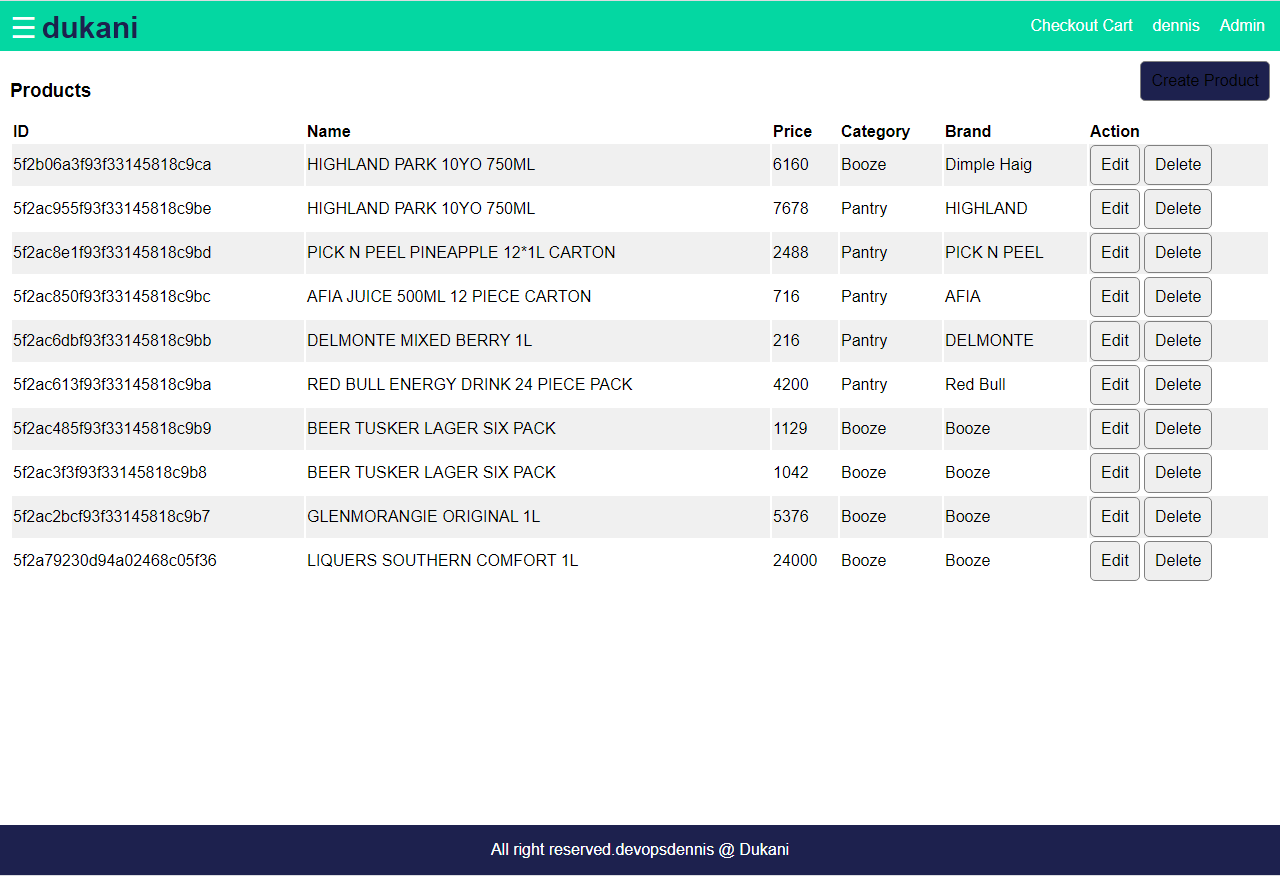 ☰ dukani Checkout Cart dennis Admin
Products Create Product
ID Name Price Category Brand Action
5f2b06a3f93f33145818c9ca HIGHLAND PARK 10YO 750ML 6160 Booze Dimple Haig Edit Delete
5f2ac955f93f33145818c9be HIGHLAND PARK 10YO 750ML 7678 Pantry HIGHLAND Edit Delete
5f2ac8e1f93f33145818c9bd PICK N PEEL PINEAPPLE 12*1L CARTON 2488 Pantry PICK N PEEL Edit Delete
5f2ac850f93f33145818c9bc AFIA JUICE 500ML 12 PIECE CARTON 716 Pantry AFIA Edit Delete
5f2ac6dbf93f33145818c9bb DELMONTE MIXED BERRY 1L 216 Pantry DELMONTE Edit Delete
5f2ac613f93f33145818c9ba RED BULL ENERGY DRINK 24 PIECE PACK 4200 Pantry Red Bull Edit Delete
5f2ac485f93f33145818c9b9 BEER TUSKER LAGER SIX PACK 1129 Booze Booze Edit Delete
5f2ac3f3f93f33145818c9b8 BEER TUSKER LAGER SIX PACK 1042 Booze Booze Edit Delete
5f2ac2bcf93f33145818c9b7 GLENMORANGIE ORIGINAL 1L 5376 Booze Booze Edit Delete
5f2a79230d94a02468c05f36 LIQUERS SOUTHERN COMFORT 1L 24000 Booze Booze Edit Delete
All right reserved.devopsdennis @ Dukani